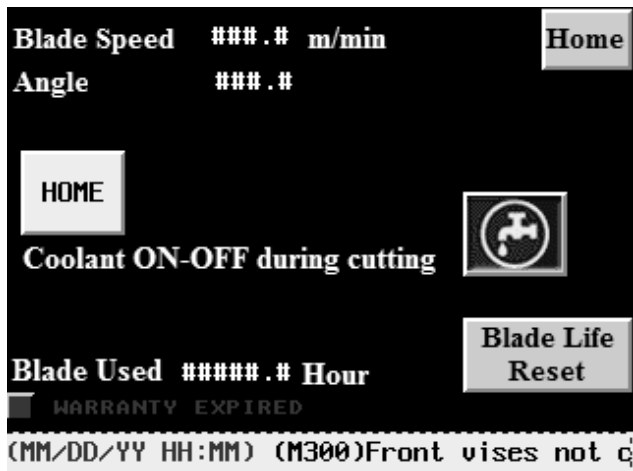 Blade Speed ###.# m/min Home
Angle ###.#
HOME
Coolant ON-OFF during cutting
Blade Life
Reset
Blade Used #####.# Hour
WARRANTY EXPIRED
(MM/DD/YY HH:MM) (M300)Front vises not